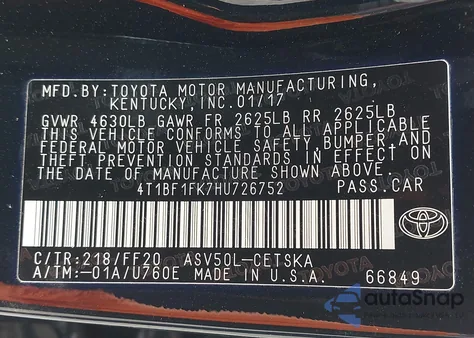 MFD.BY:TOYOTA MOTOR MANUFACTURING,
KENTUCKY,INC.01/17
GVWR 4630LB GAWR FR 2625LB RR 2625LB
THIS VEHICLE CONFORMS TO ALL APPLICABLE
FEDERAL MOTOR VEHICLE SAFETY,BUMPER,AND
THEFT PREVENTION STANDARDS IN EFFECT ON
THE DATE OF MANUFACTURE SHOWN ABOVE.
4T1BF1FK7HU726752 PASS.CAR
C/TR:218/FF20 ASV50L-CETSKA
A/TM:-01A/U760E MADE IN U.S.A. 66849
TOYOTA
autoSnap